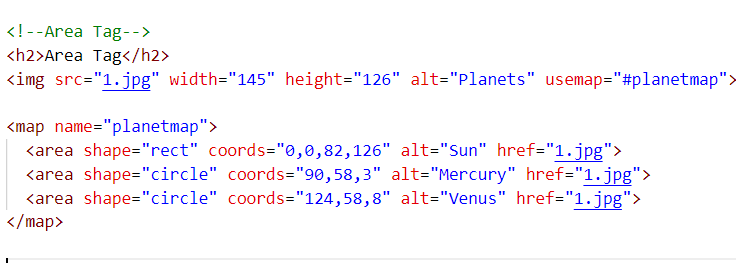 <!--Area Tag-->
<h2>Area Tag</h2>
<img src="1.jpg" width="145" height="126" alt="Planets" usemap="#planetmap">
<map name="planetmap">
<area shape="rect" coords="0,0,82,126" alt="Sun" href="1.jpg">
<area shape="circle" coords="90,58,3" alt="Mercury" href="1.jpg">
<area shape="circle" coords="124,58,8" alt="Venus" href="1.jpg">
</map>